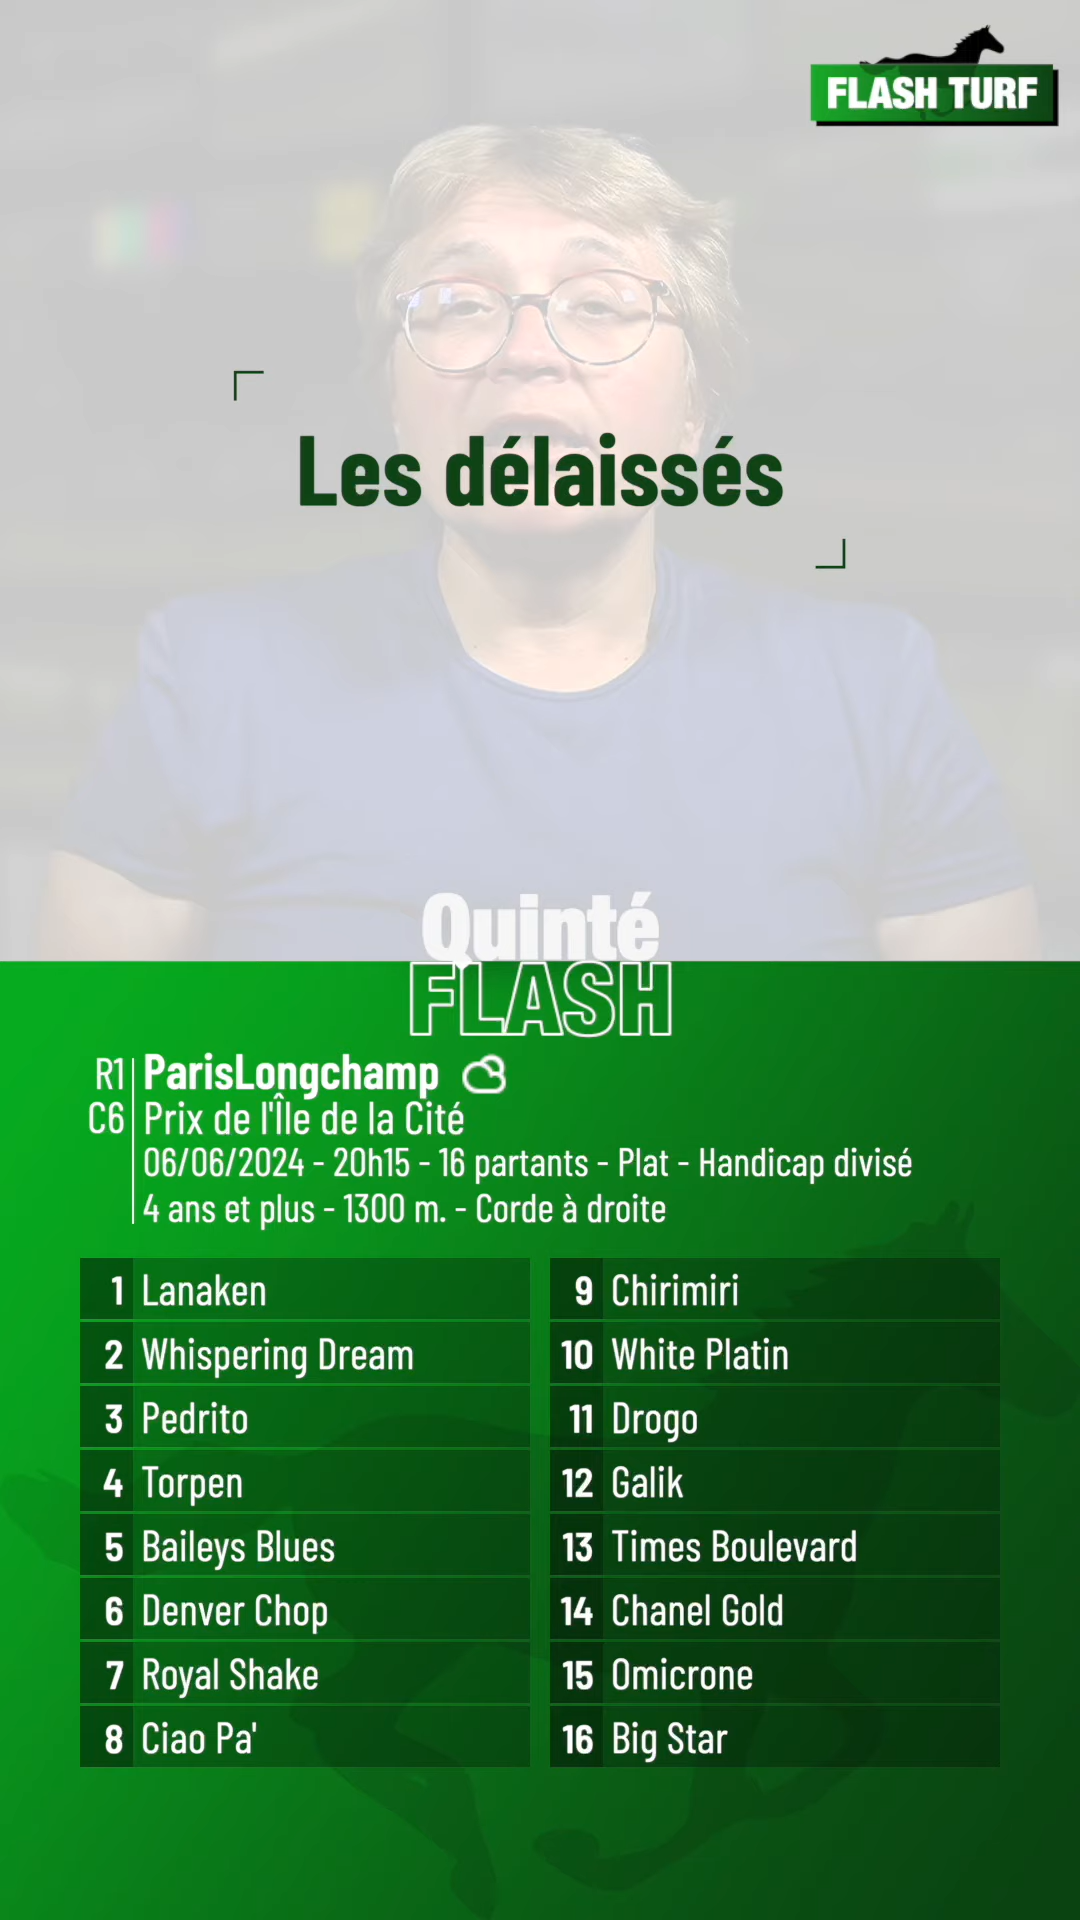 FLASH TURF
Les délaissés
Quinté
FLASH
R1 ParisLongchamp
C6 Prix de l'Île de la Cité
06/06/2024 - 20h15 - 16 partants - Plat - Handicap divisé
4 ans et plus - 1300 m. - Corde à droite
1 Lanaken
2 Whispering Dream
3 Pedrito
4 Torpen
5 Baileys Blues
6 Denver Chop
7 Royal Shake
8 Ciao Pa'
9 Chirimiri
10 White Platin
11 Drogo
12 Galik
13 Times Boulevard
14 Chanel Gold
15 Omicrone
16 Big Star